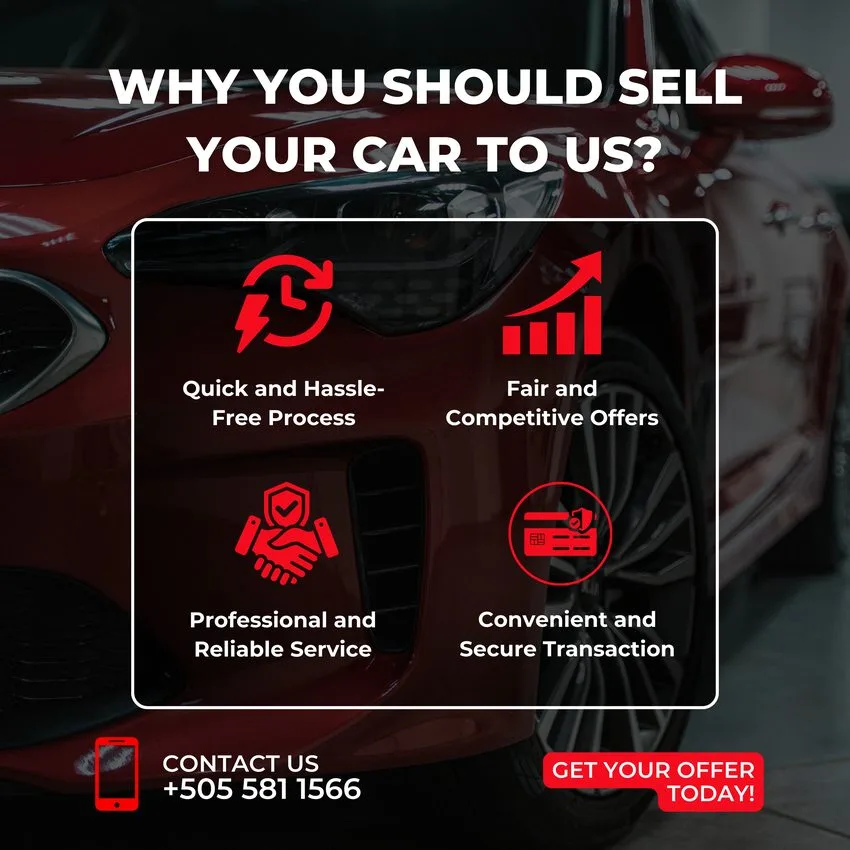 WHY YOU SHOULD SELL
YOUR CAR TO US?
Quick and Hassle-
Free Process
Fair and
Competitive Offers
Professional and
Reliable Service
Convenient and
Secure Transaction
CONTACT US
+505 581 1566
GET YOUR OFFER
TODAY!